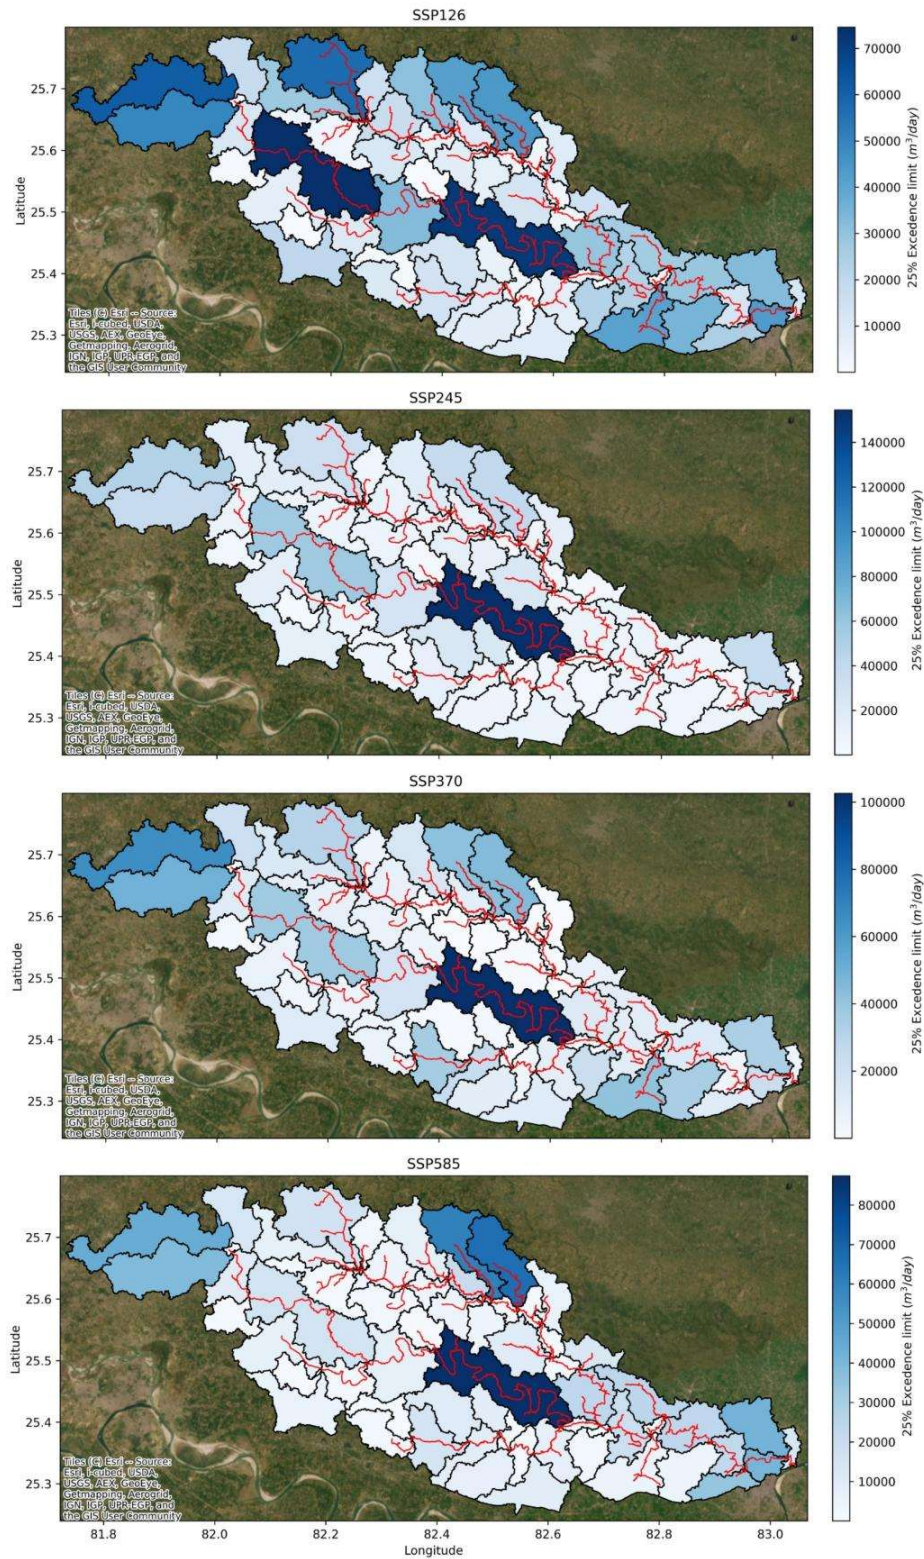 SSP126
25.7
25.6
25.5
25.4
25.3
Latitude
Tiles (C) Esri -- Source:
Esri, i-cubed, USDA,
USGS, AEX, GeoEye,
Getmapping, Aerogrid,
IGN, IGP, UPR-EGP, and
the GIS User Community
70000
60000
50000
40000
30000
20000
10000
25% Excedence limit (m³/day)
SSP245
25.7
25.6
25.5
25.4
25.3
Latitude
Tiles (C) Esri -- Source:
Esri, i-cubed, USDA,
USGS, AEX, GeoEye,
Getmapping, Aerogrid,
IGN, IGP, UPR-EGP, and
the GIS User Community
140000
120000
100000
80000
60000
40000
20000
25% Excedence limit (m³/day)
SSP370
25.7
25.6
25.5
25.4
25.3
Latitude
Tiles (C) Esri -- Source:
Esri, i-cubed, USDA,
USGS, AEX, GeoEye,
Getmapping, Aerogrid,
IGN, IGP, UPR-EGP, and
the GIS User Community
100000
80000
60000
40000
20000
25% Excedence limit (m³/day)
SSP585
25.7
25.6
25.5
25.4
25.3
Latitude
Tiles (C) Esri -- Source:
Esri, i-cubed, USDA,
USGS, AEX, GeoEye,
Getmapping, Aerogrid,
IGN, IGP, UPR-EGP, and
the GIS User Community
80000
70000
60000
50000
40000
30000
20000
10000
25% Excedence limit (m³/day)
81.8 82.0 82.2 82.4 82.6 82.8 83.0
Longitude